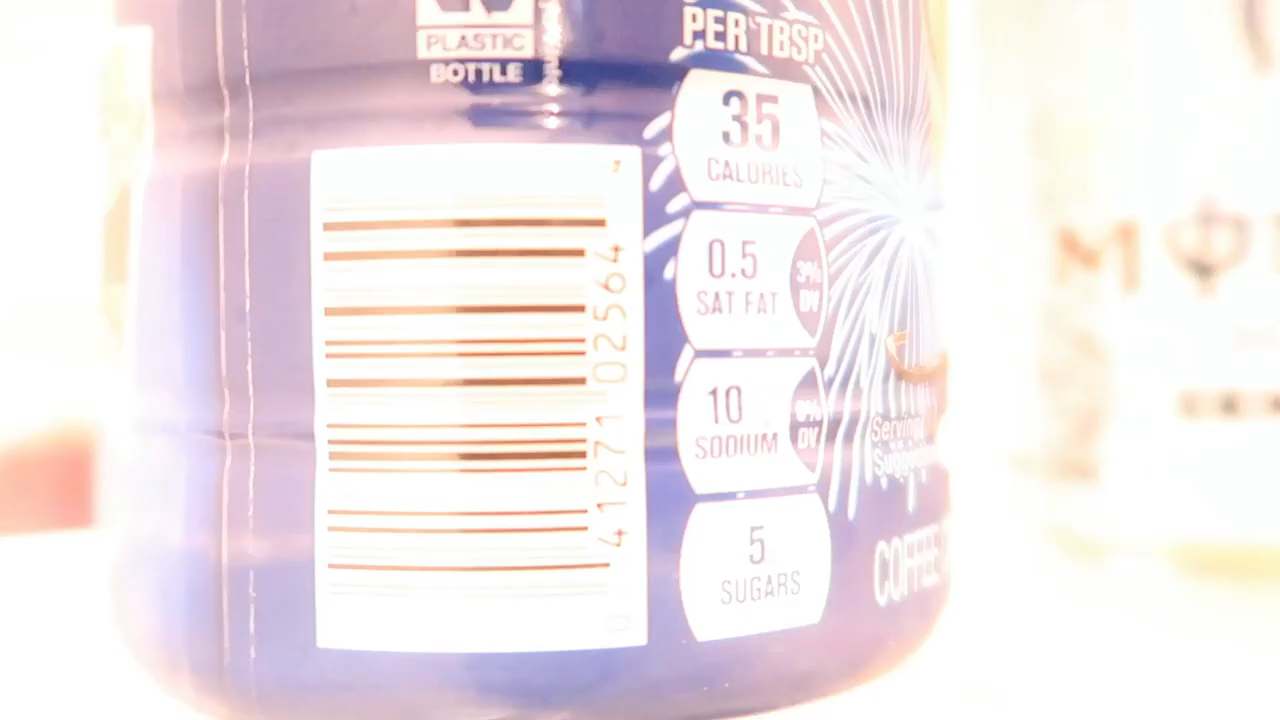 PLASTIC
BOTTLE
PER TBSP
35
CALORIES
0.5
SAT FAT
3%
DV
10
SODIUM
0%
DV
5
SUGARS
0 41271 02564
Serving
COFFEE